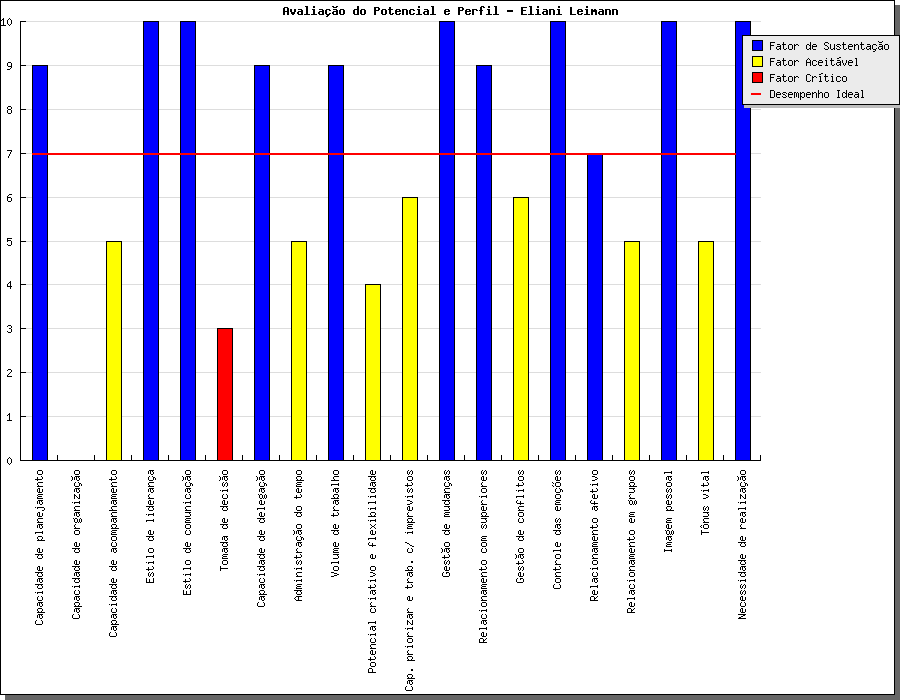 Avaliação do Potencial e Perfil - Eliani Leimann
Fator de Sustentação
Fator Aceitável
Fator Crítico
Desempenho Ideal
10
9
8
7
6
5
4
3
2
1
0
Capacidade de planejamento
Capacidade de organização
Capacidade de acompanhamento
Estilo de liderança
Estilo de comunicação
Tomada de decisão
Capacidade de delegação
Administração do tempo
Volume de trabalho
Potencial criativo e flexibilidade
Cap. priorizar e trab. c/ imprevistos
Gestão de mudanças
Relacionamento com superiores
Gestão de conflitos
Controle das emoções
Relacionamento afetivo
Relacionamento em grupos
Imagem pessoal
Tônus vital
Necessidade de realização